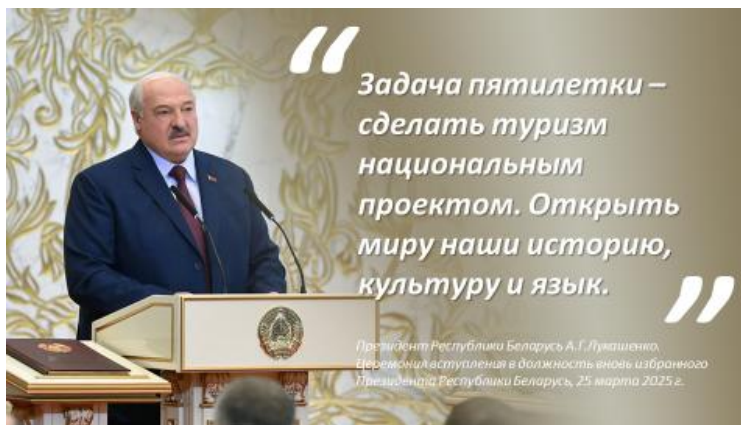 “
Задача пятилетки –
сделать туризм
национальным
проектом. Открыть
миру наши историю,
культуру и язык.
”
Президент Республики Беларусь А.Г.Лукашенко.
Церемония вступления в должность вновь избранного
Президента Республики Беларусь, 25 марта 2025 г.